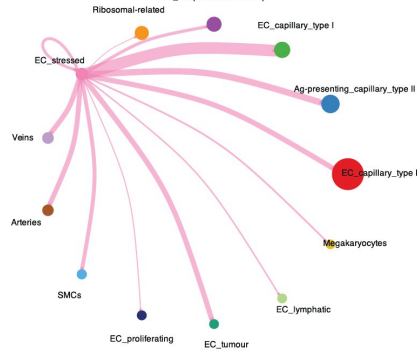 Ribosomal-related
EC_capillary_type I
EC_stressed
Ag-presenting_capillary_type II
Veins
EC_capillary_type I
Arteries
Megakaryocytes
SMCs
EC_lymphatic
EC_proliferating
EC_tumour